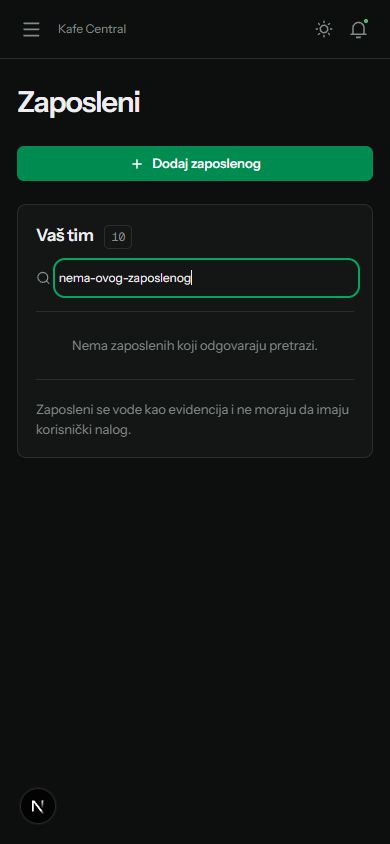 Kafe Central
Zaposleni
+ Dodaj zaposlenog
Vaš tim 10
nema-ovog-zaposlenog
Nema zaposlenih koji odgovaraju pretrazi.
Zaposleni se vode kao evidencija i ne moraju da imaju
korisnički nalog.
N